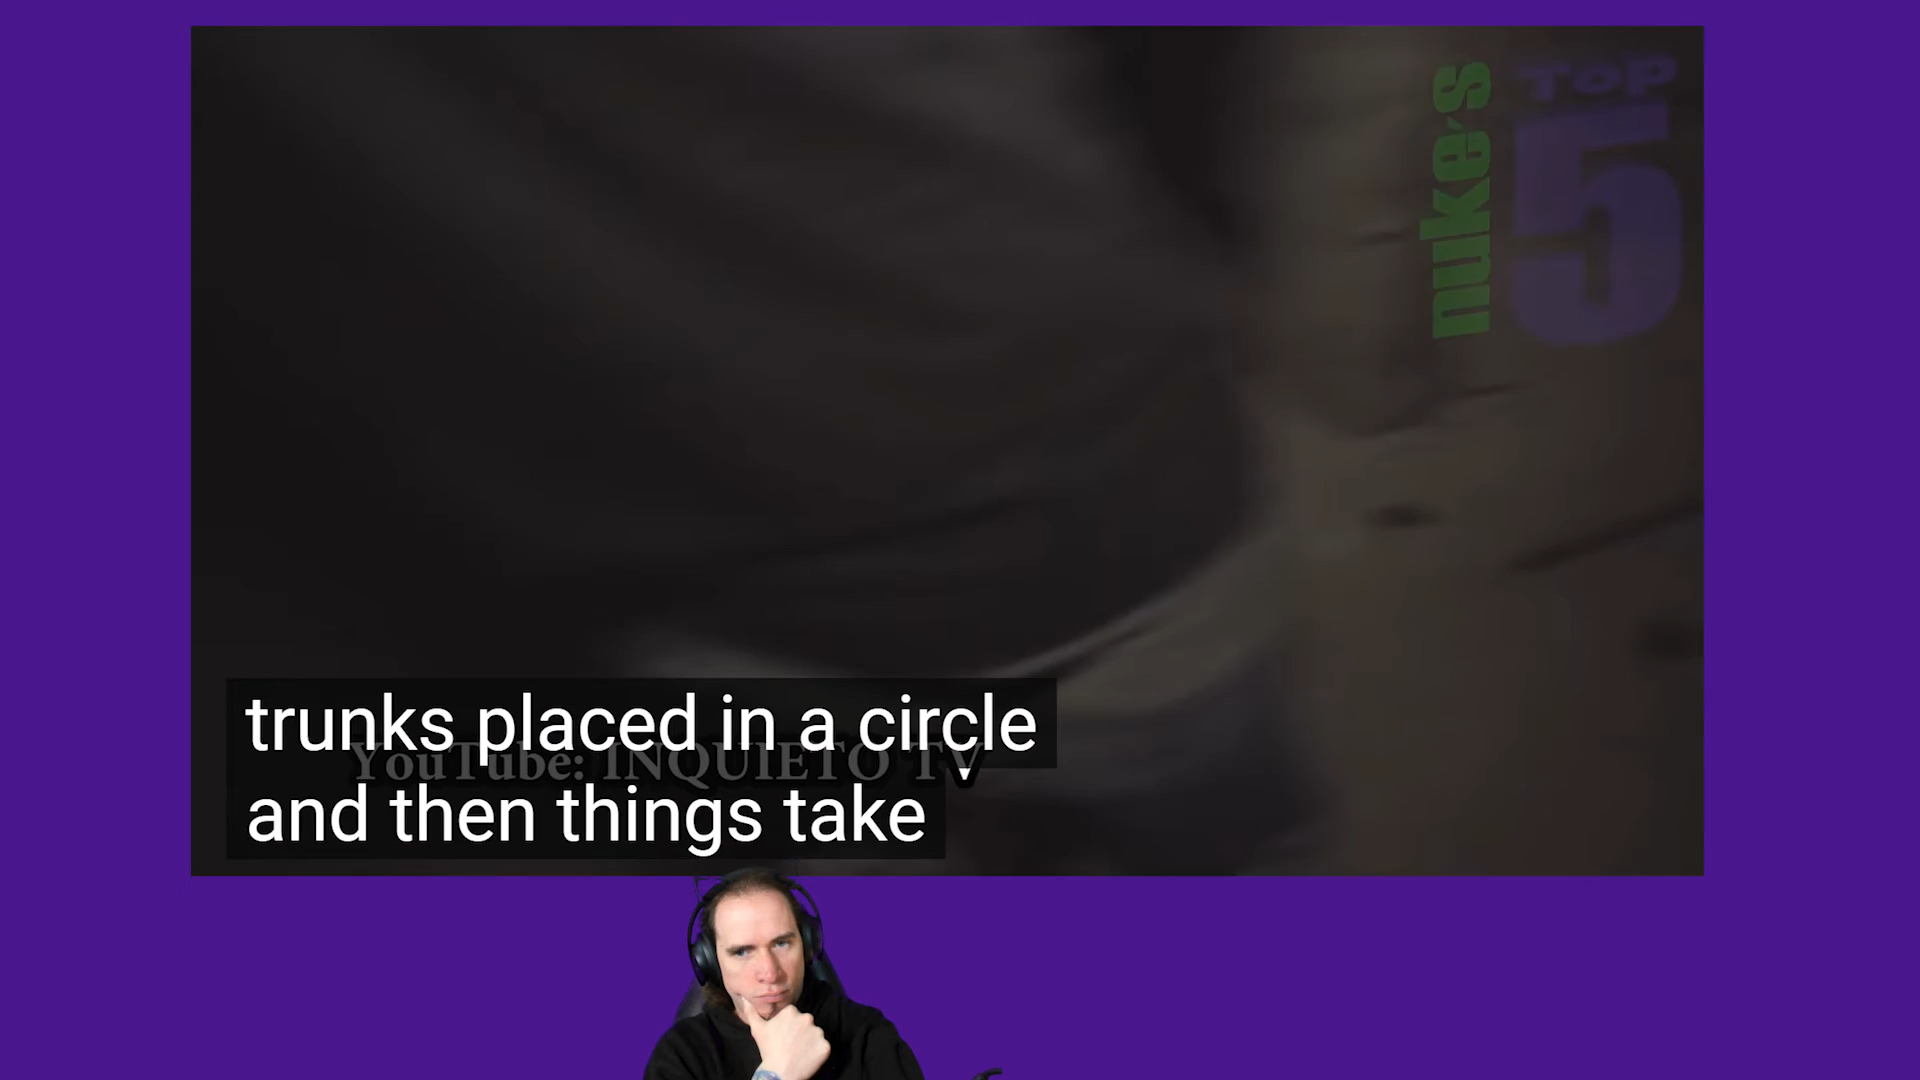 nuke's
Top
5
trunks placed in a circle
YouTube: INQUIETO TV
and then things take